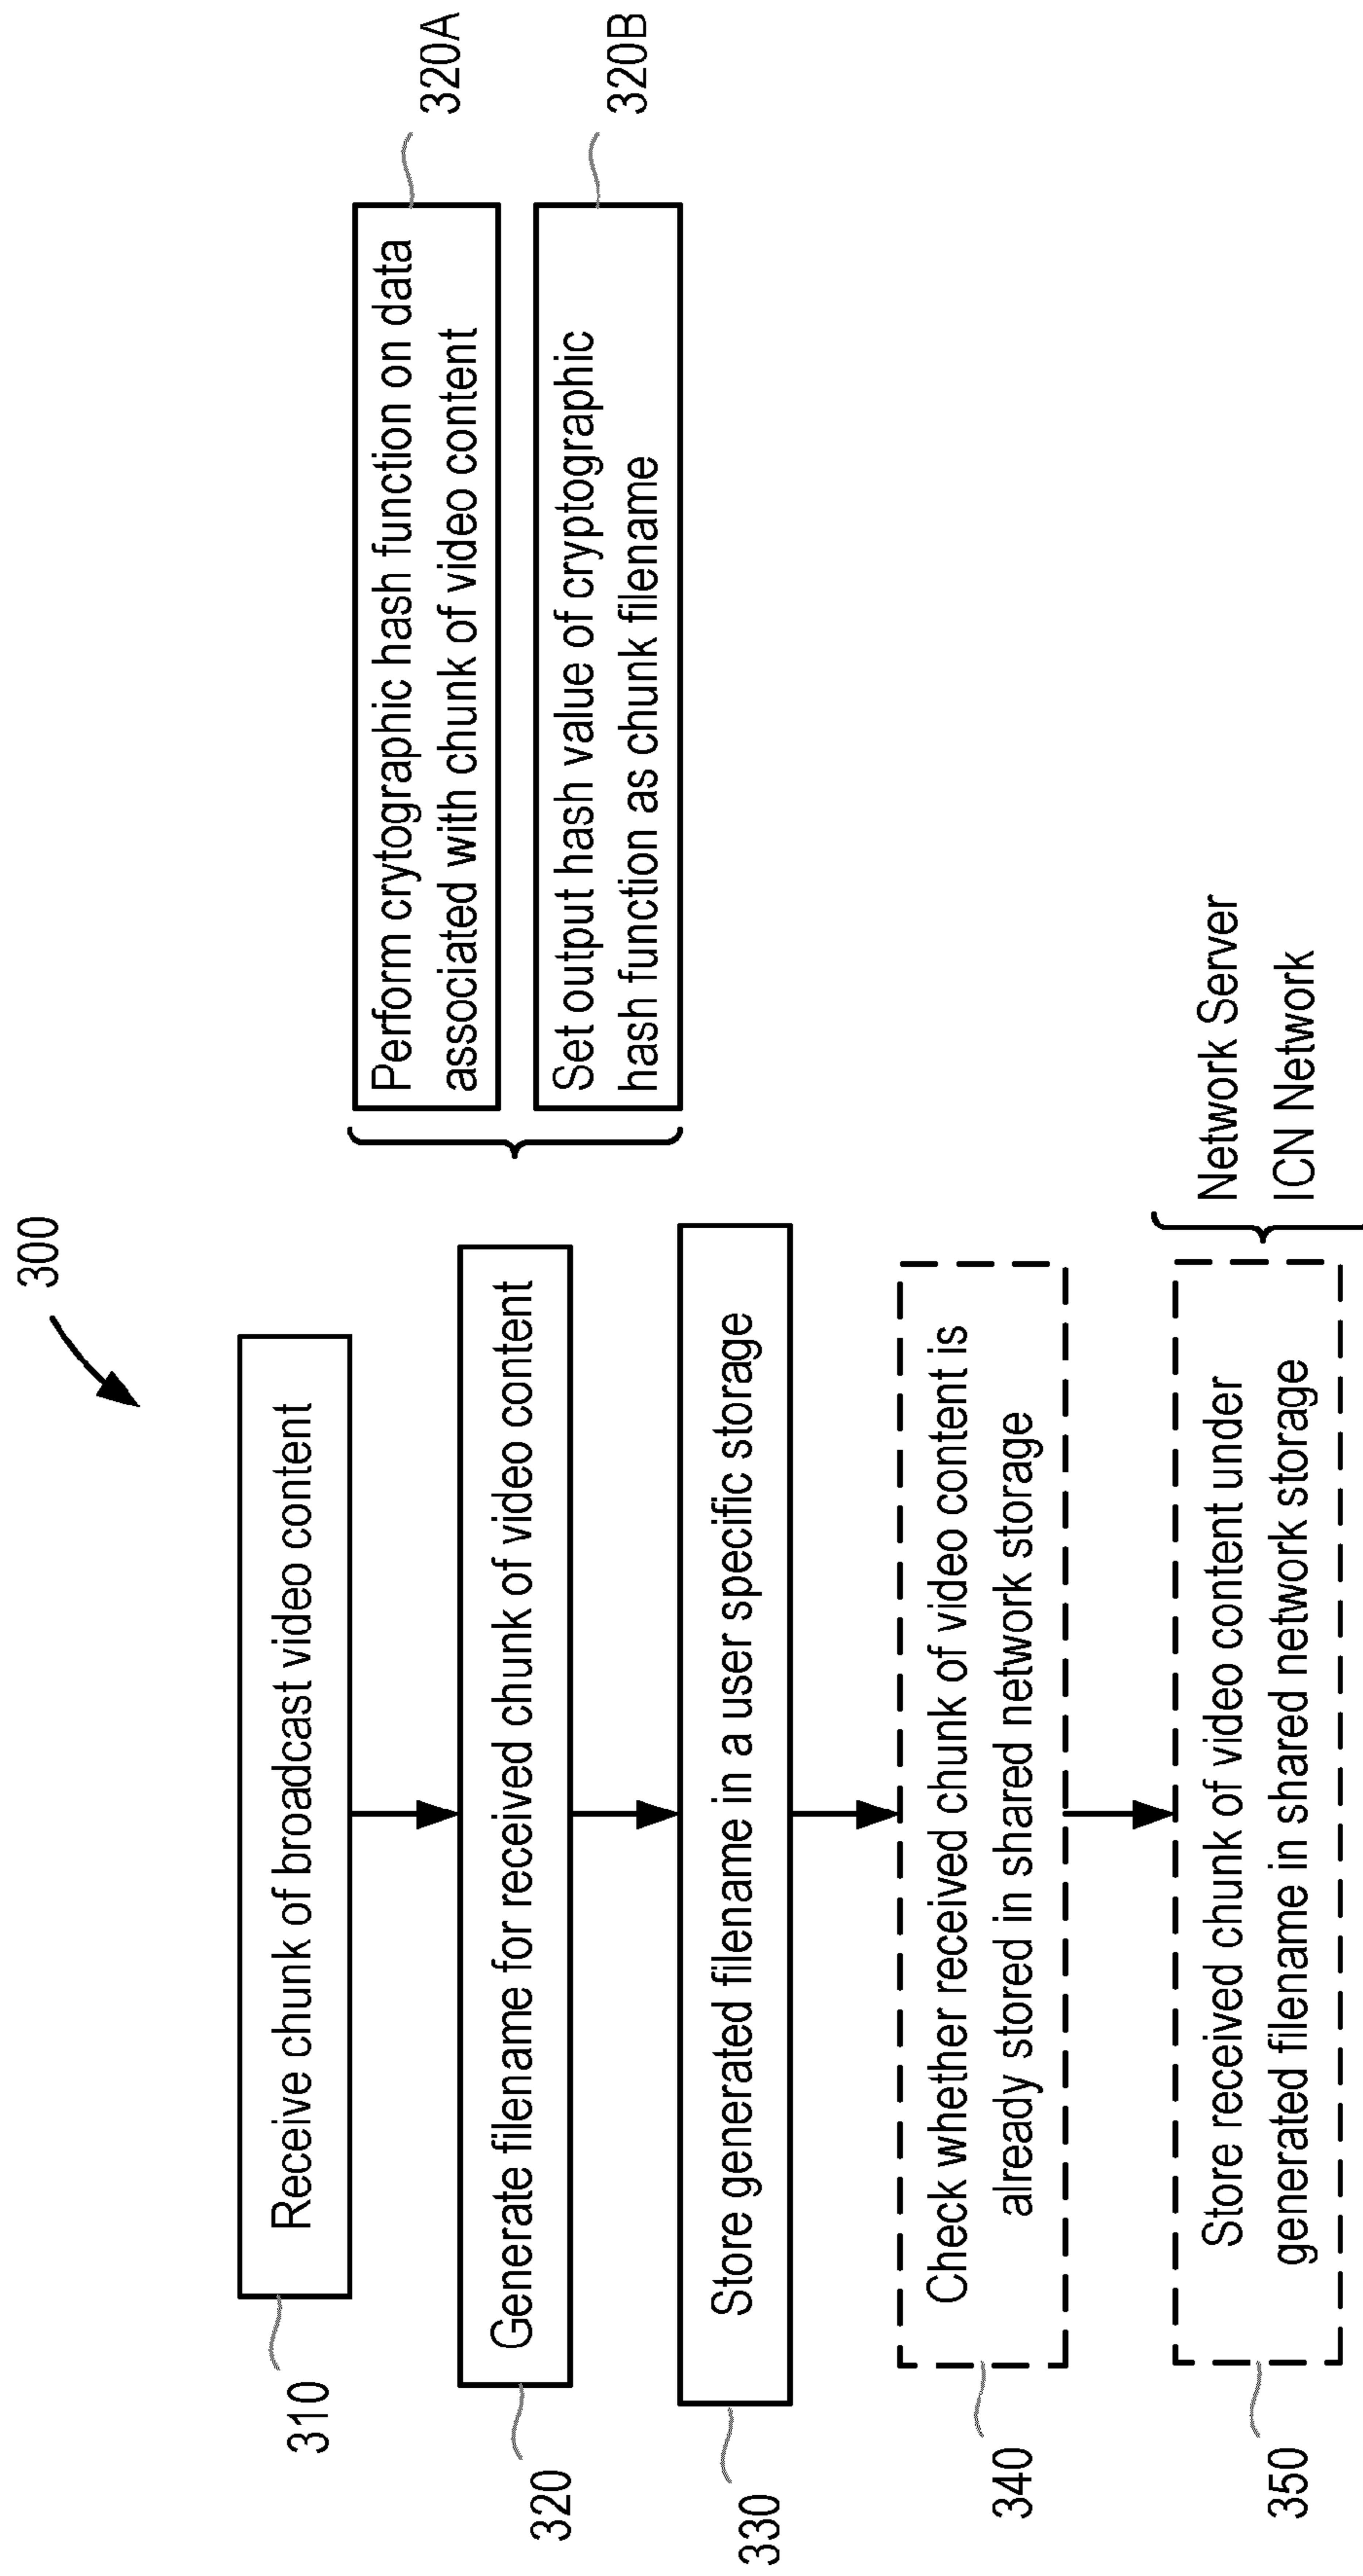 300
310
Receive chunk of broadcast video content
320
Generate filename for received chunk of video content
Perform crytographic hash function on data
associated with chunk of video content
320A
Set output hash value of cryptographic
hash function as chunk filename
320B
330
Store generated filename in a user specific storage
340
Check whether received chunk of video content is
already stored in shared network storage
350
Store received chunk of video content under
generated filename in shared network storage
Network Server
ICN Network